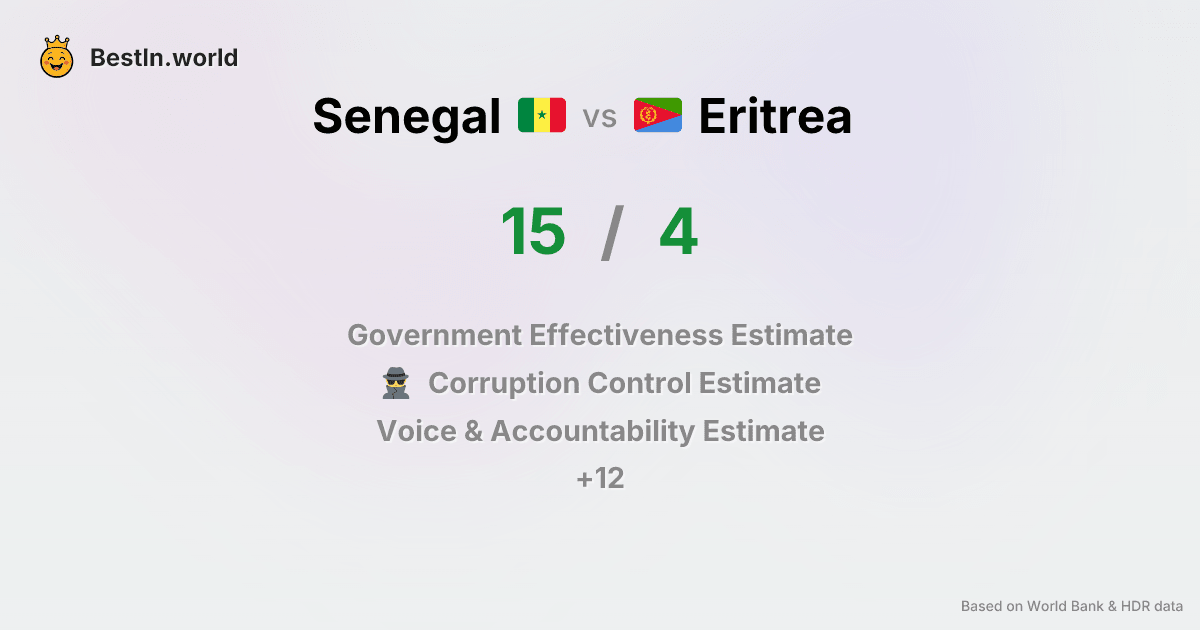 BestIn.world
Senegal vs Eritrea
15 / 4
Government Effectiveness Estimate
Corruption Control Estimate
Voice & Accountability Estimate
+12
Based on World Bank & HDR data